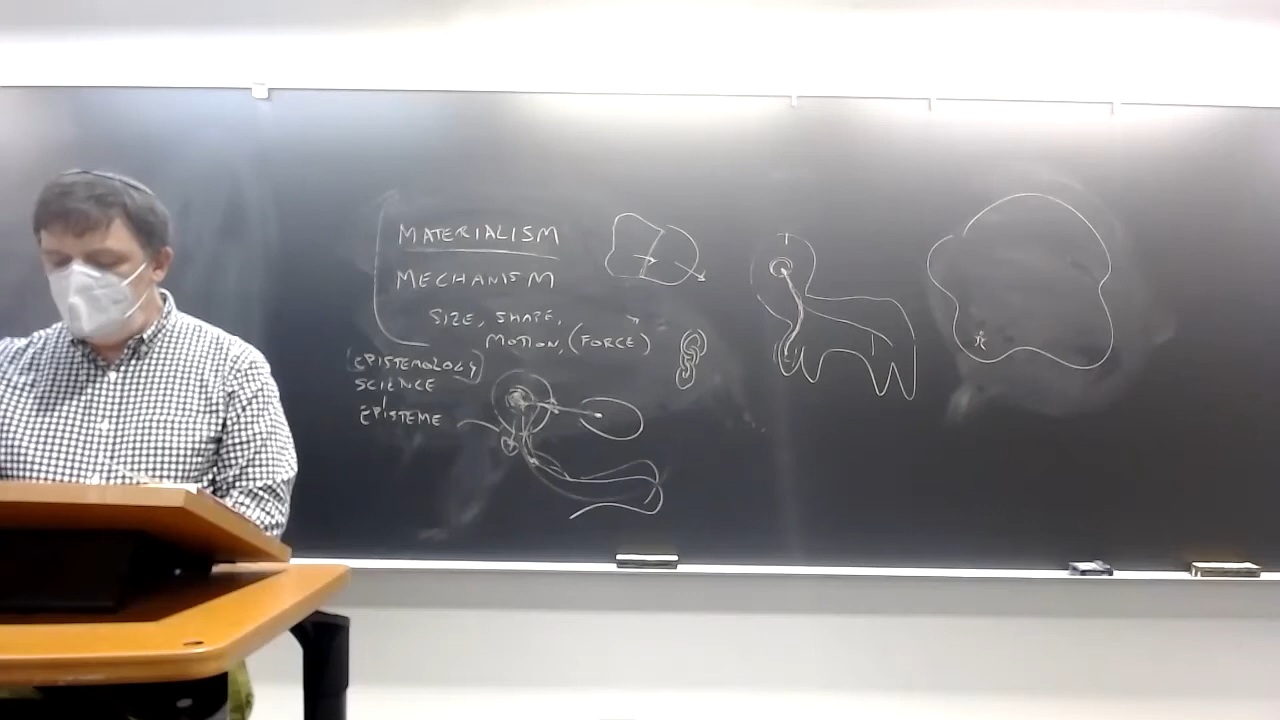 MATERIALISM
MECHANISM
SIZE, SHAPE,
MOTION, (FORCE)
(EPISTEMOLOGY)
SCIENCE
EPISTEME